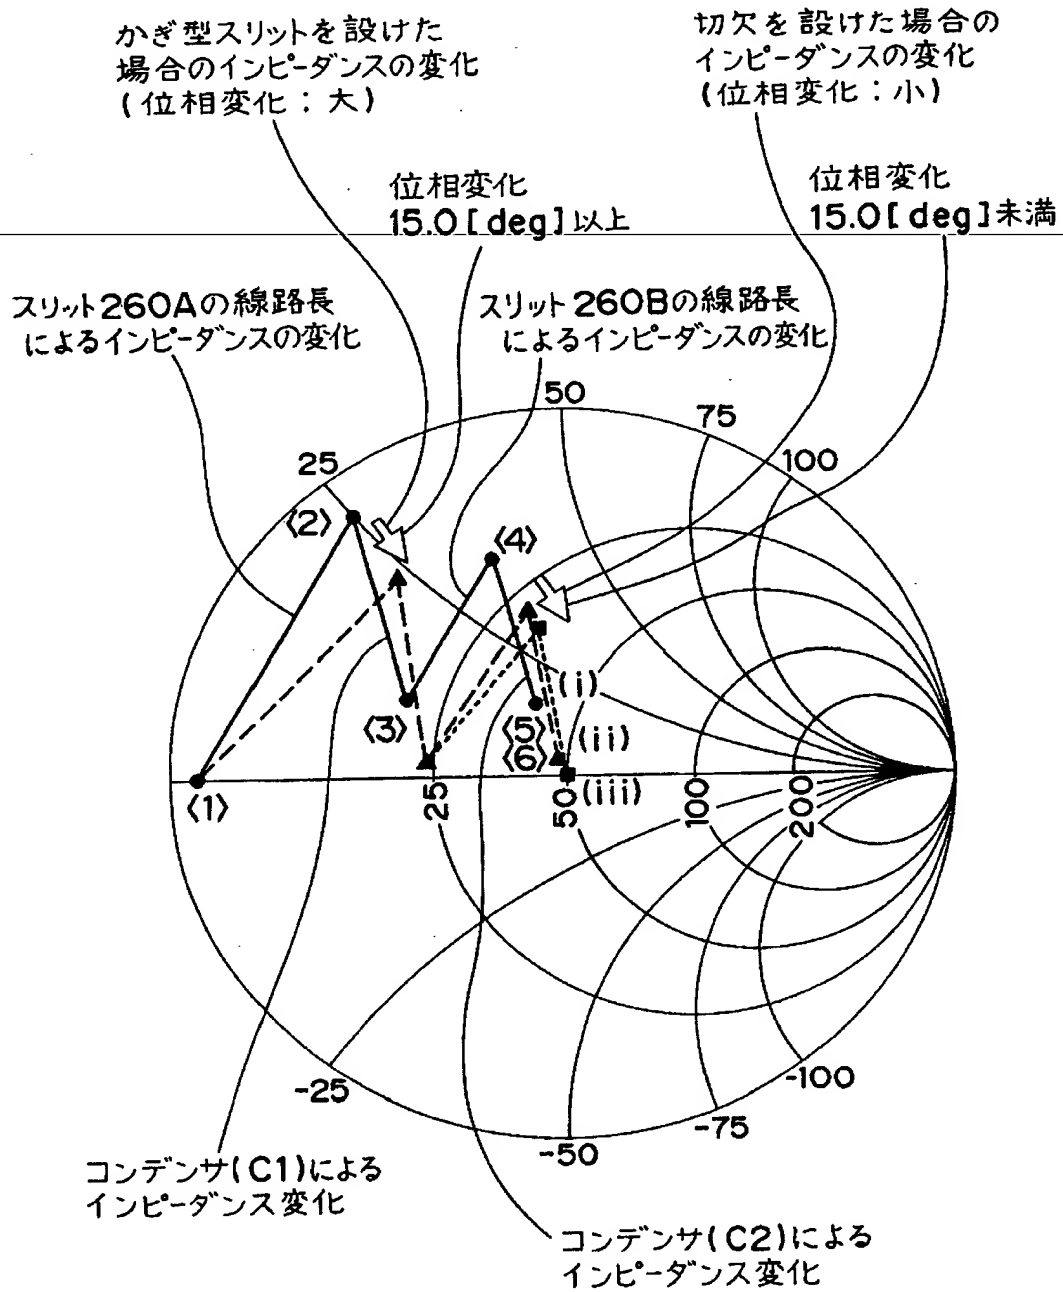 かぎ型スリットを設けた
場合のインピーダンスの変化
(位相変化：大)
切欠を設けた場合の
インピーダンスの変化
(位相変化：小)
位相変化
15.0[deg]以上
位相変化
15.0[deg]未満
スリット260Aの線路長
によるインピーダンスの変化
スリット260Bの線路長
によるインピーダンスの変化
50
75
25
100
〈2〉
〈4〉
(i)
〈3〉
〈5〉
(ii)
〈6〉
〈1〉
25
50
(iii)
100
200
-25
-100
-75
-50
コンデンサ(C1)による
インピーダンス変化
コンデンサ(C2)による
インピーダンス変化